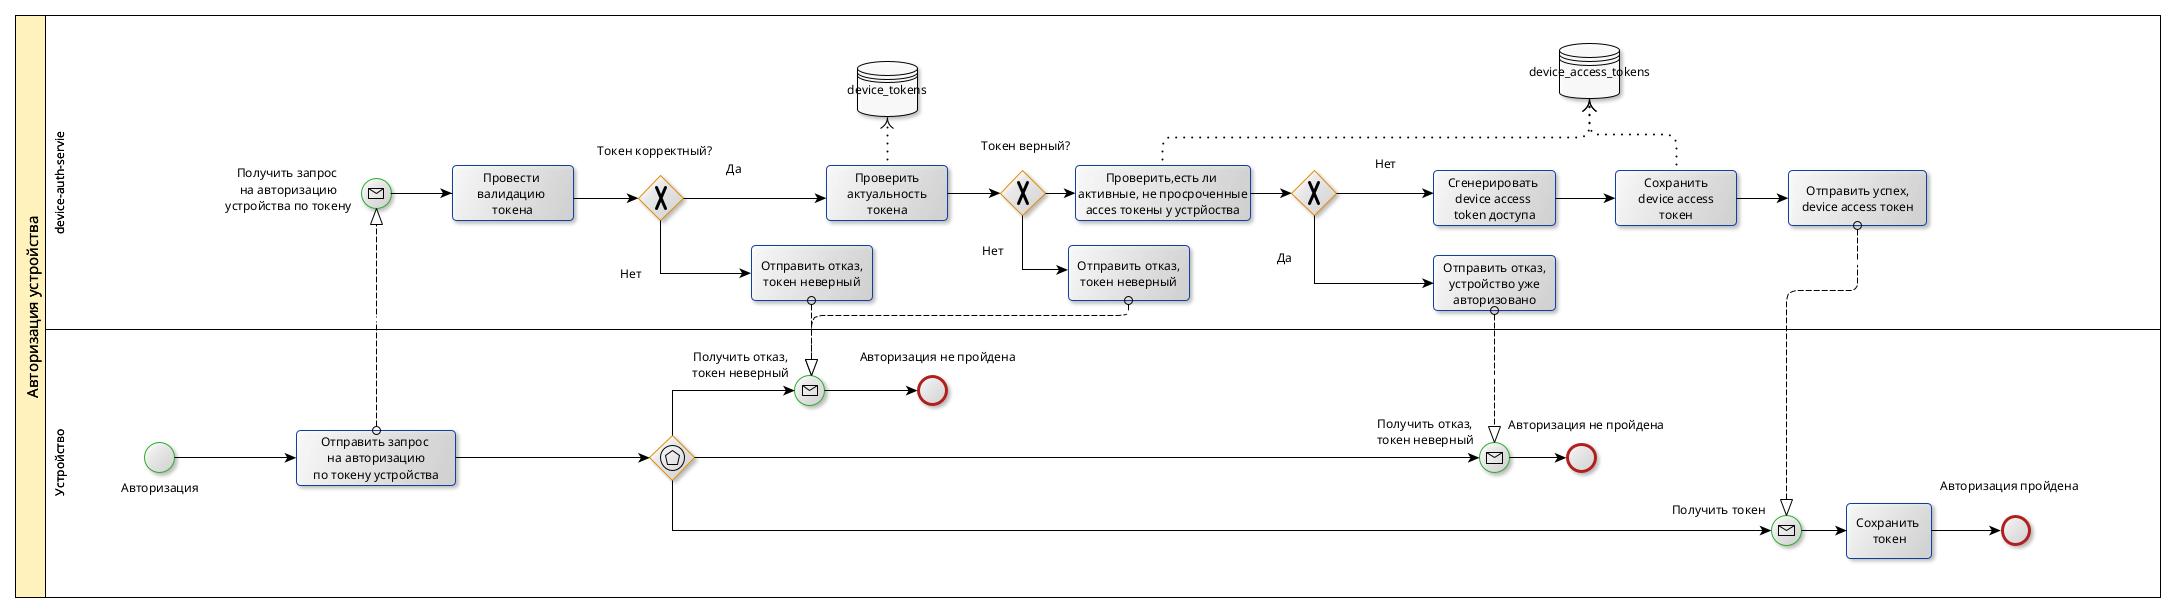 Авторизация устройства
device-auth-servie
Получить запрос
на авторизацию
устройства по токену
Провести
валидацию
токена
Токен корректный?
Да
Нет
device_tokens
Проверить
актуальность
токена
Отправить отказ,
токен неверный
Токен верный?
Нет
Проверить,есть ли
активные, не просроченные
acces токены у устрйоства
Отправить отказ,
токен неверный
Нет
Да
device_access_tokens
Сгенерировать
device access
token доступа
Отправить отказ,
устройство уже
авторизовано
Сохранить
device access
токен
Отправить успех,
device access токен
Устройство
Авторизация
Отправить запрос
на авторизацию
по токену устройства
Получить отказ,
токен неверный
Авторизация не пройдена
Получить отказ,
токен неверный
Авторизация не пройдена
Получить токен
Сохранить
токен
Авторизация пройдена